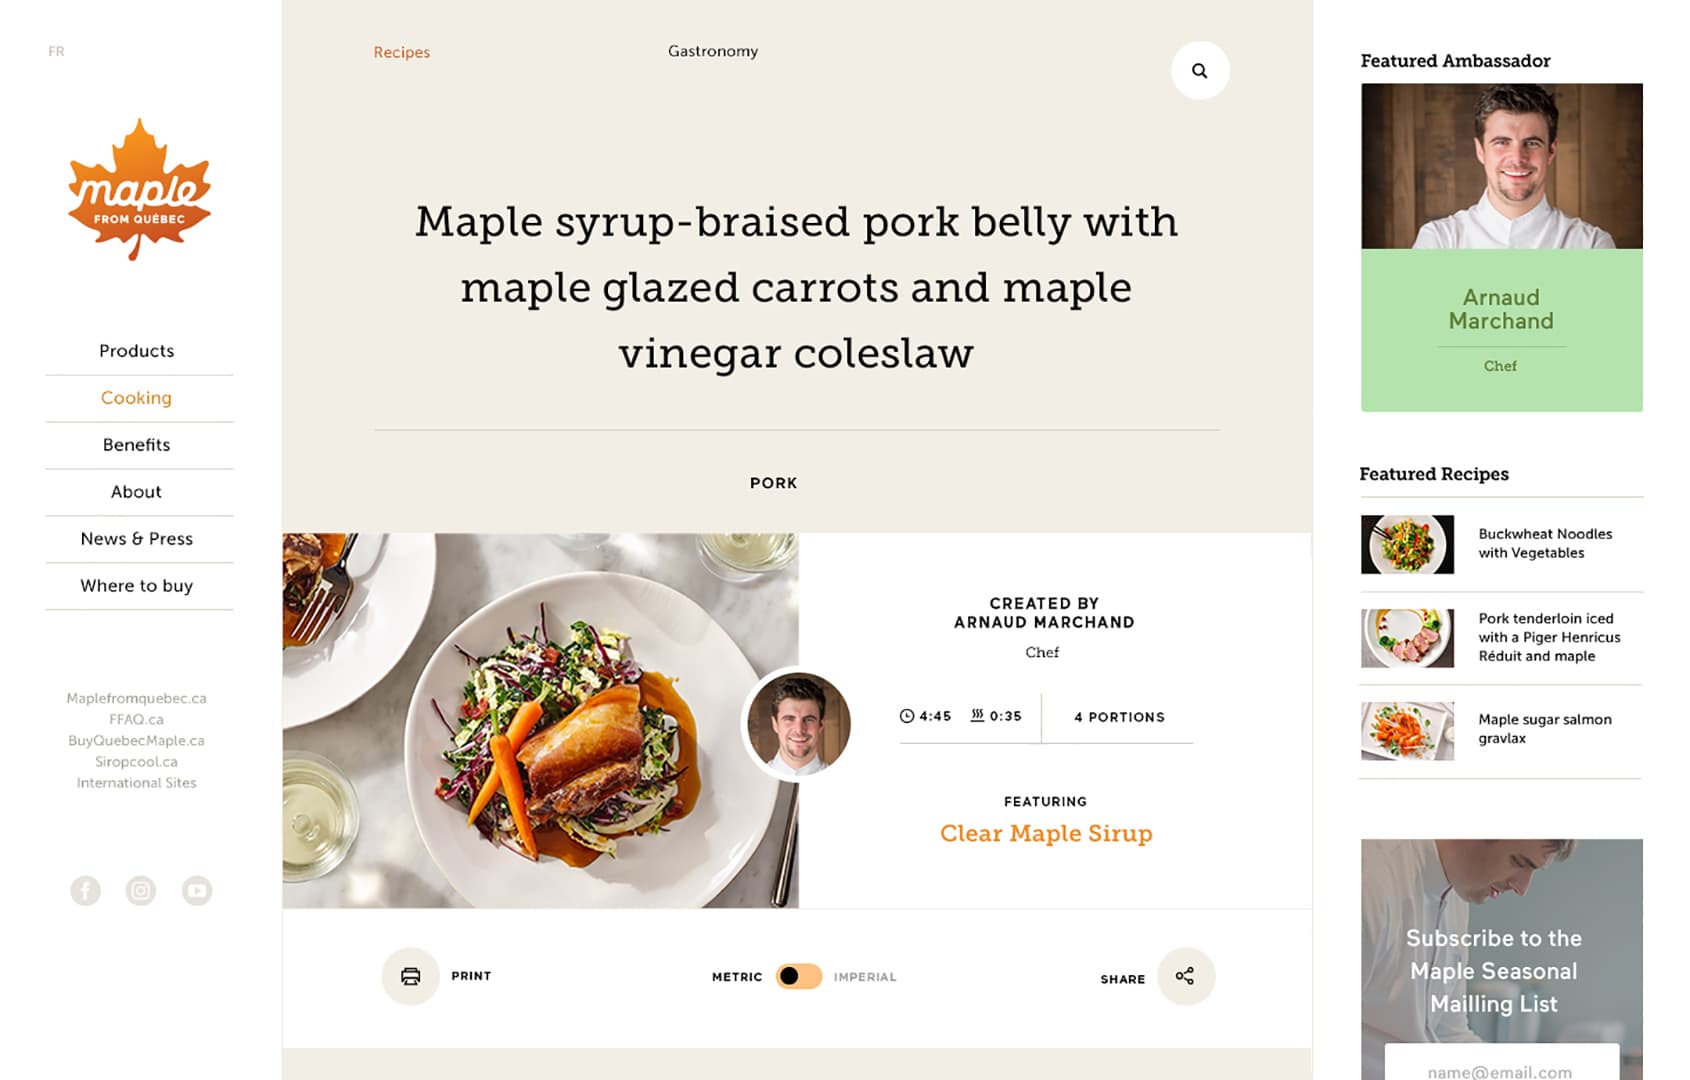 FR
maple
FROM QUÉBEC
Products
Cooking
Benefits
About
News & Press
Where to buy
Maplefromquebec.ca
FFAQ.ca
BuyQuebecMaple.ca
Siropcool.ca
International Sites
Recipes
Gastronomy
Maple syrup-braised pork belly with
maple glazed carrots and maple
vinegar coleslaw
PORK
CREATED BY
ARNAUD MARCHAND
Chef
4:45
0:35
4 PORTIONS
FEATURING
Clear Maple Sirup
PRINT
METRIC
IMPERIAL
SHARE
Featured Ambassador
Arnaud
Marchand
Chef
Featured Recipes
Buckwheat Noodles
with Vegetables
Pork tenderloin iced
with a Piger Henricus
Réduit and maple
Maple sugar salmon
gravlax
Subscribe to the
Maple Seasonal
Mailling List
name@email.com